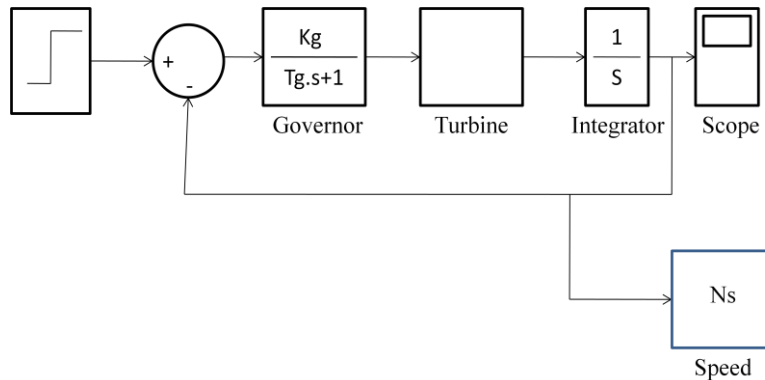 +
-
Kg
Tg.s+1
Governor
Turbine
1
S
Integrator
Scope
Ns
Speed